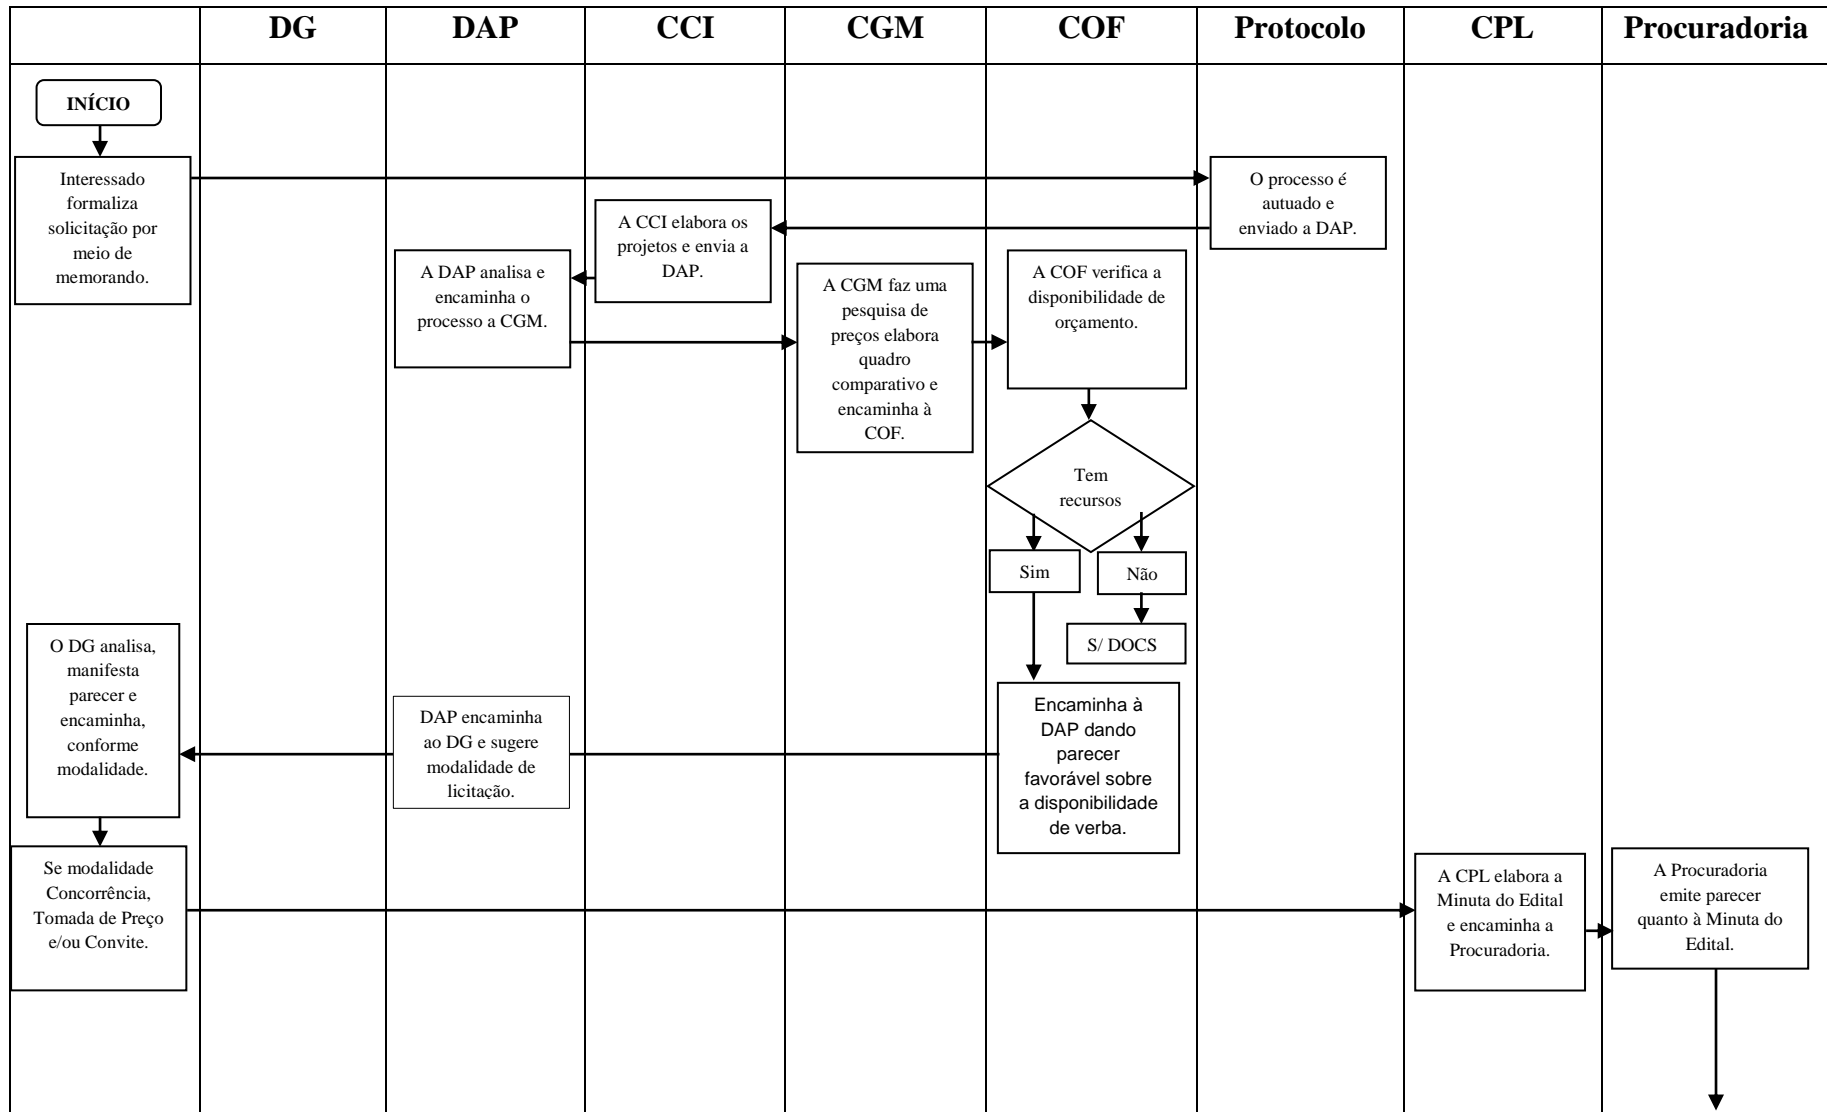 DG DAP CCI CGM COF Protocolo CPL Procuradoria
INÍCIO
Interessado
formaliza
solicitação por
meio de
memorando.
O processo é
autuado e
enviado a DAP.
A CCI elabora os
projetos e envia a
DAP.
A DAP analisa e
encaminha o
processo a CGM.
A CGM faz uma
pesquisa de
preços elabora
quadro
comparativo e
encaminha à
COF.
A COF verifica a
disponibilidade de
orçamento.
Tem
recursos
Sim
Não
S/ DOCS
Encaminha à
DAP dando
parecer
favorável sobre
a disponibilidade
de verba.
DAP encaminha
ao DG e sugere
modalidade de
licitação.
O DG analisa,
manifesta
parecer e
encaminha,
conforme
modalidade.
Se modalidade
Concorrência,
Tomada de Preço
e/ou Convite.
A CPL elabora a
Minuta do Edital
e encaminha a
Procuradoria.
A Procuradoria
emite parecer
quanto à Minuta do
Edital.